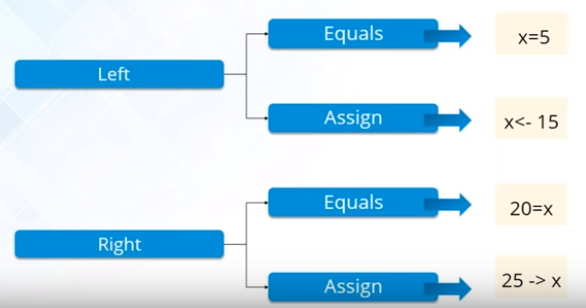 Left
Equals
x=5
Assign
x<- 15
Right
Equals
20=x
Assign
25 -> x